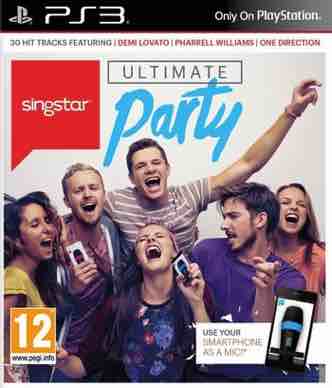 PS3
Only On PlayStation®
30 HIT TRACKS FEATURING | DEMI LOVATO | PHARRELL WILLIAMS | ONE DIRECTION
ULTIMATE
singstar
Party
12
www.pegi.info
USE YOUR
SMARTPHONE
AS A MIC!*